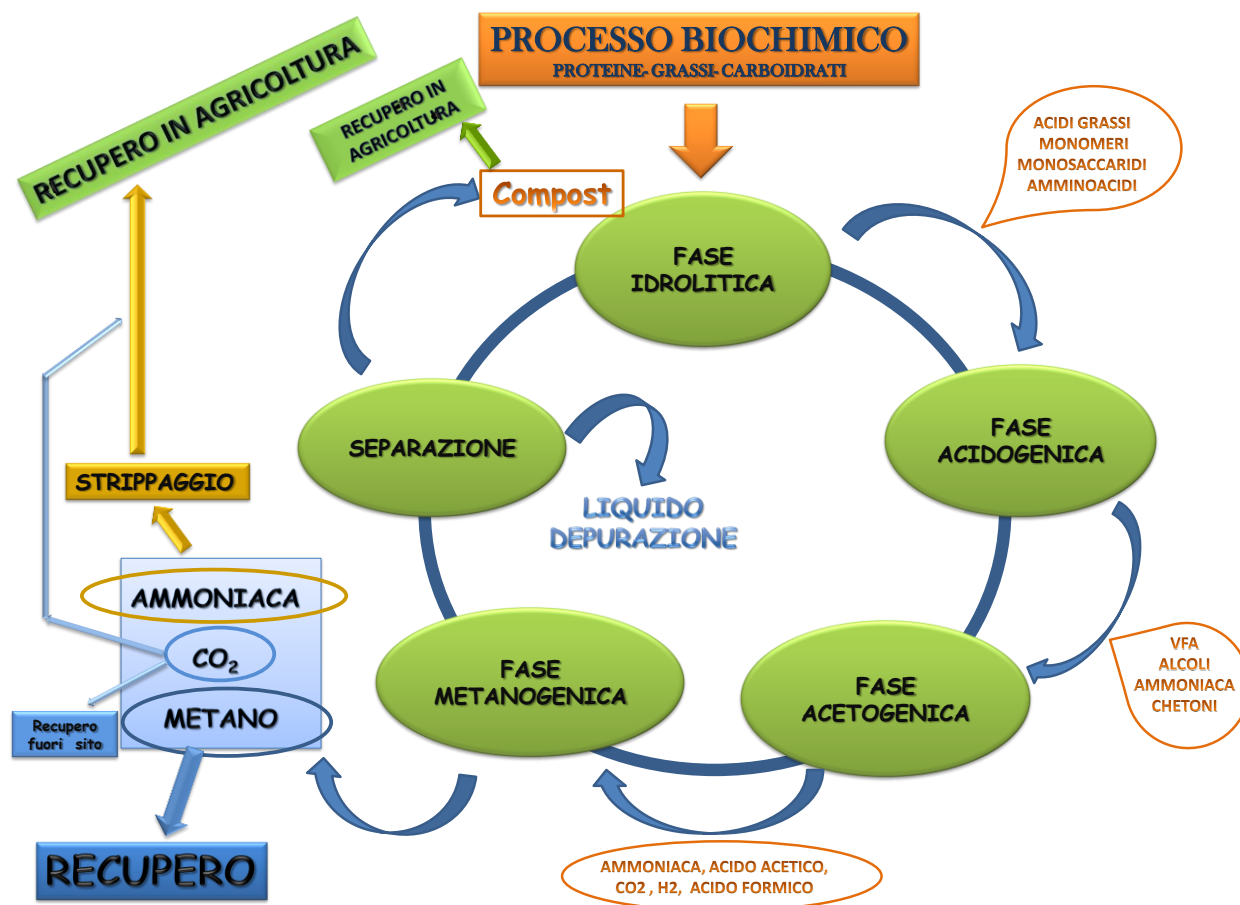 PROCESSO BIOCHIMICO
PROTEINE- GRASSI- CARBOIDRATI
RECUPERO IN AGRICOLTURA
RECUPERO IN
AGRICOLTURA
Compost
ACIDI GRASSI
MONOMERI
MONOSACCARIDI
AMMINOACIDI
FASE
IDROLITICA
FASE
ACIDOGENICA
SEPARAZIONE
STRIPPAGGIO
LIQUIDO
DEPURAZIONE
AMMONIACA
CO2
METANO
Recupero
fuori sito
RECUPERO
FASE
METANOGENICA
FASE
ACETOGENICA
VFA
ALCOLI
AMMONIACA
CHETONI
AMMONIACA, ACIDO ACETICO,
CO2 , H2, ACIDO FORMICO